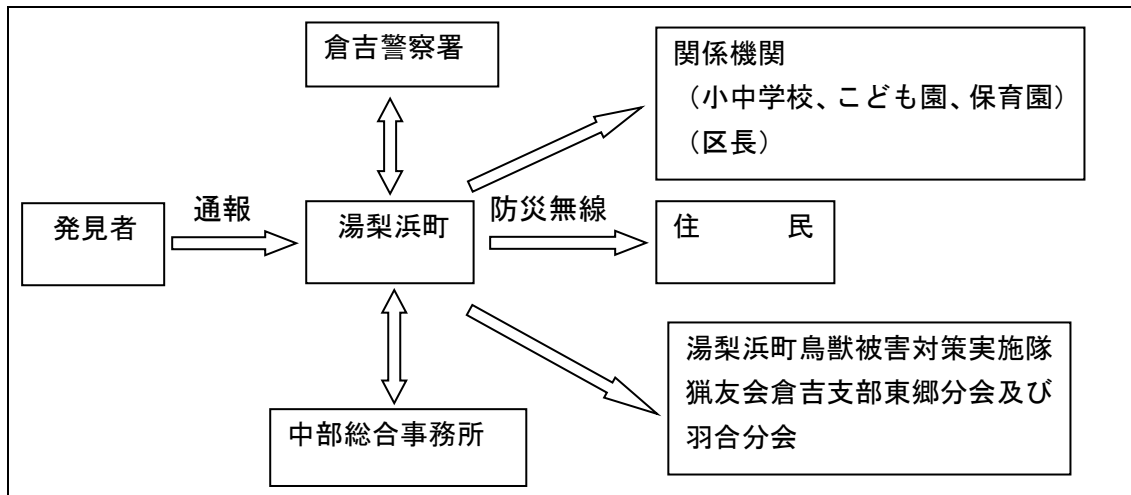 倉吉警察署
関係機関
（小中学校、こども園、保育園）
（区長）
発見者
通報
湯梨浜町
防災無線
住　　　民
湯梨浜町鳥獣被害対策実施隊
猟友会倉吉支部東郷分会及び
羽合分会
中部総合事務所